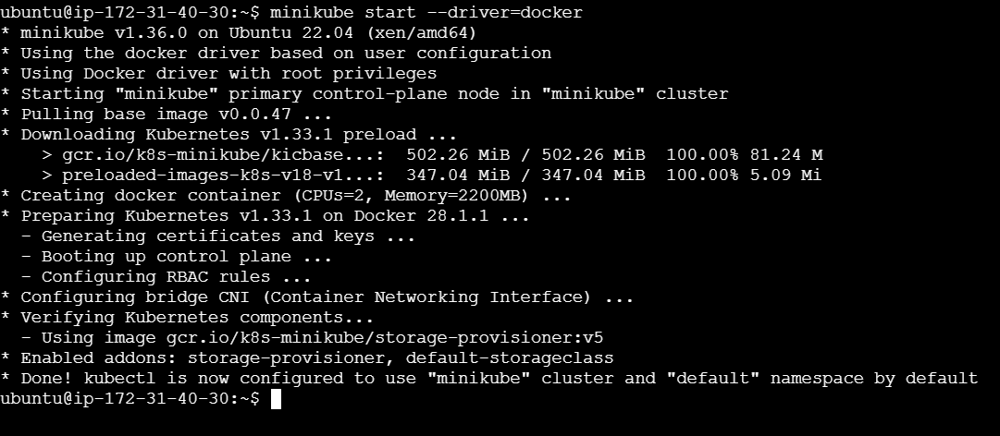 ubuntu@ip-172-31-40-30:~$ minikube start --driver=docker
* minikube v1.36.0 on Ubuntu 22.04 (xen/amd64)
* Using the docker driver based on user configuration
* Using Docker driver with root privileges
* Starting "minikube" primary control-plane node in "minikube" cluster
* Pulling base image v0.0.47 ...
* Downloading Kubernetes v1.33.1 preload ...
    > gcr.io/k8s-minikube/kicbase...:  502.26 MiB / 502.26 MiB  100.00% 81.24 M
    > preloaded-images-k8s-v18-v1...:  347.04 MiB / 347.04 MiB  100.00% 5.09 Mi
* Creating docker container (CPUs=2, Memory=2200MB) ...
* Preparing Kubernetes v1.33.1 on Docker 28.1.1 ...
  - Generating certificates and keys ...
  - Booting up control plane ...
  - Configuring RBAC rules ...
* Configuring bridge CNI (Container Networking Interface) ...
* Verifying Kubernetes components...
  - Using image gcr.io/k8s-minikube/storage-provisioner:v5
* Enabled addons: storage-provisioner, default-storageclass
* Done! kubectl is now configured to use "minikube" cluster and "default" namespace by default
ubuntu@ip-172-31-40-30:~$